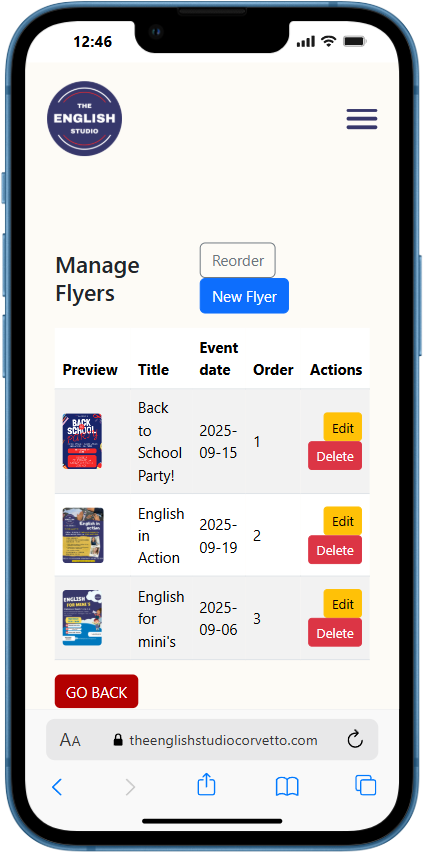 12:46
THE
ENGLISH
STUDIO
Manage
Flyers
Reorder
New Flyer
Preview Title Event date Order Actions
Back to School Party! 2025-09-15 1 Edit Delete
BACK
SCHOOL
English in Action 2025-09-19 2 Edit Delete
English in
action
English for mini's 2025-09-06 3 Edit Delete
ENGLISH
FOR MINI'S
GO BACK
AA theenglishstudiocorvetto.com